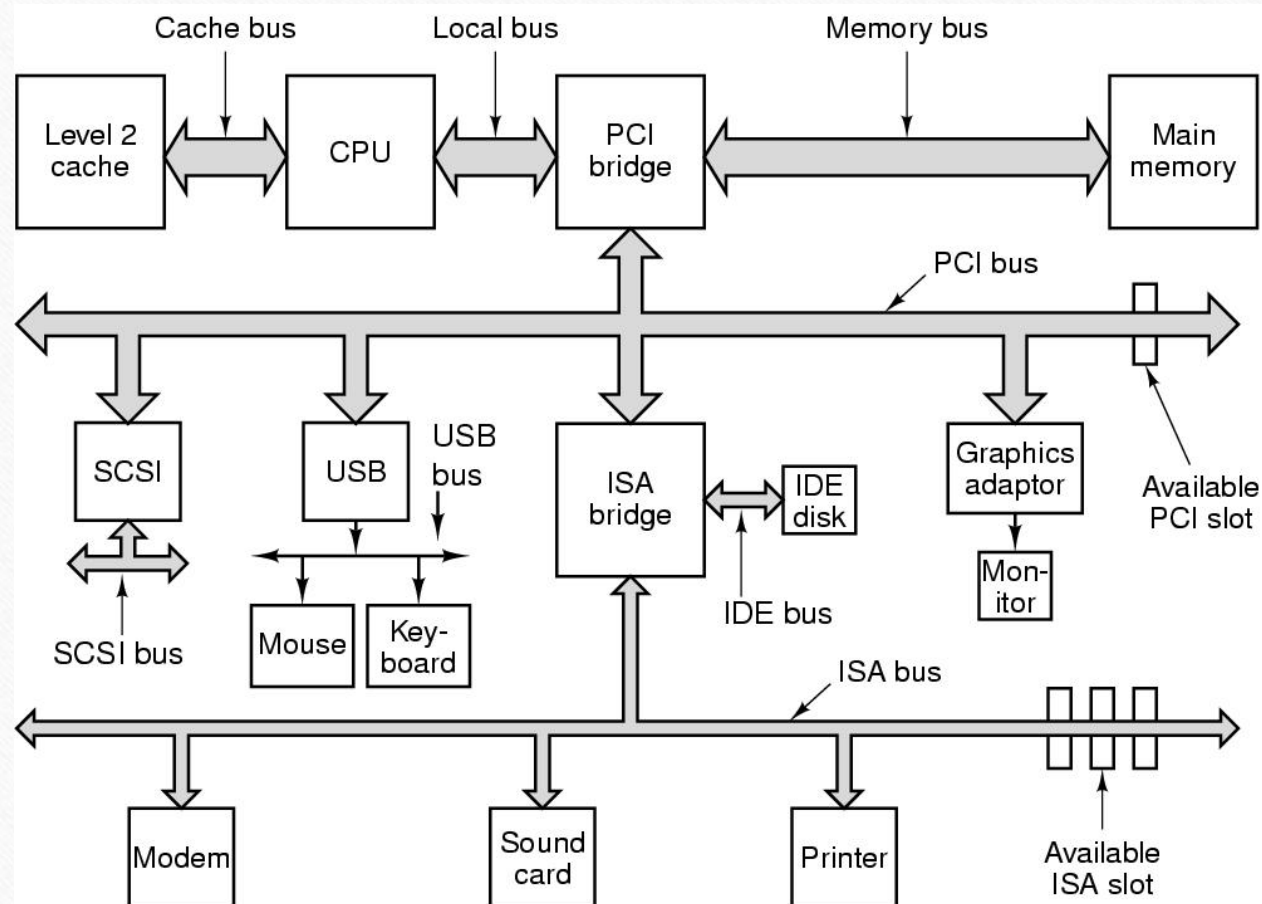 Cache bus
Local bus
Memory bus
Level 2
cache
CPU
PCI
bridge
Main
memory
PCI bus
SCSI
USB
USB
bus
ISA
bridge
IDE
disk
Graphics
adaptor
Available
PCI slot
Mon-
itor
IDE bus
Mouse
Key-
board
SCSI bus
ISA bus
Modem
Sound
card
Printer
Available
ISA slot